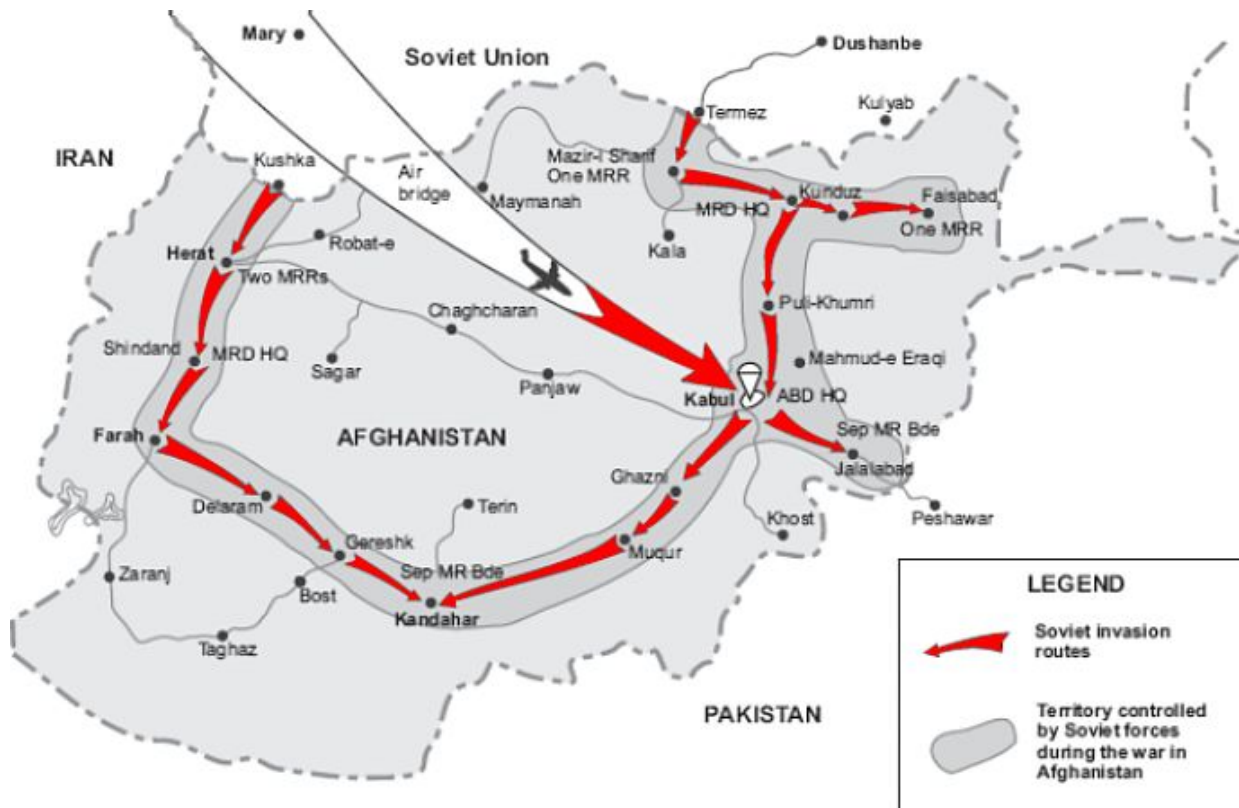 Mary
Soviet Union
Dushanbe
IRAN
Termez
Kulyab
Kushka
Air
bridge
Mazir-i Sharif
One MRR
Maymanah
MRD HQ
Kunduz
Faisabad
One MRR
Herat
Robat-e
Kala
Two MRRs
Chaghcharan
Puli-Khumri
Shindand
MRD HQ
Sagar
Panjaw
Mahmud-e Eraqi
Kabul
ABD HQ
Farah
AFGHANISTAN
Sep MR Bde
Jalalabad
Ghazni
Delaram
Terin
Khost
Peshawar
Gereshk
Muqur
Zaranj
Bost
Sep MR Bde
Kandahar
Taghaz
PAKISTAN
LEGEND
Soviet invasion
routes
Territory controlled
by Soviet forces
during the war in
Afghanistan